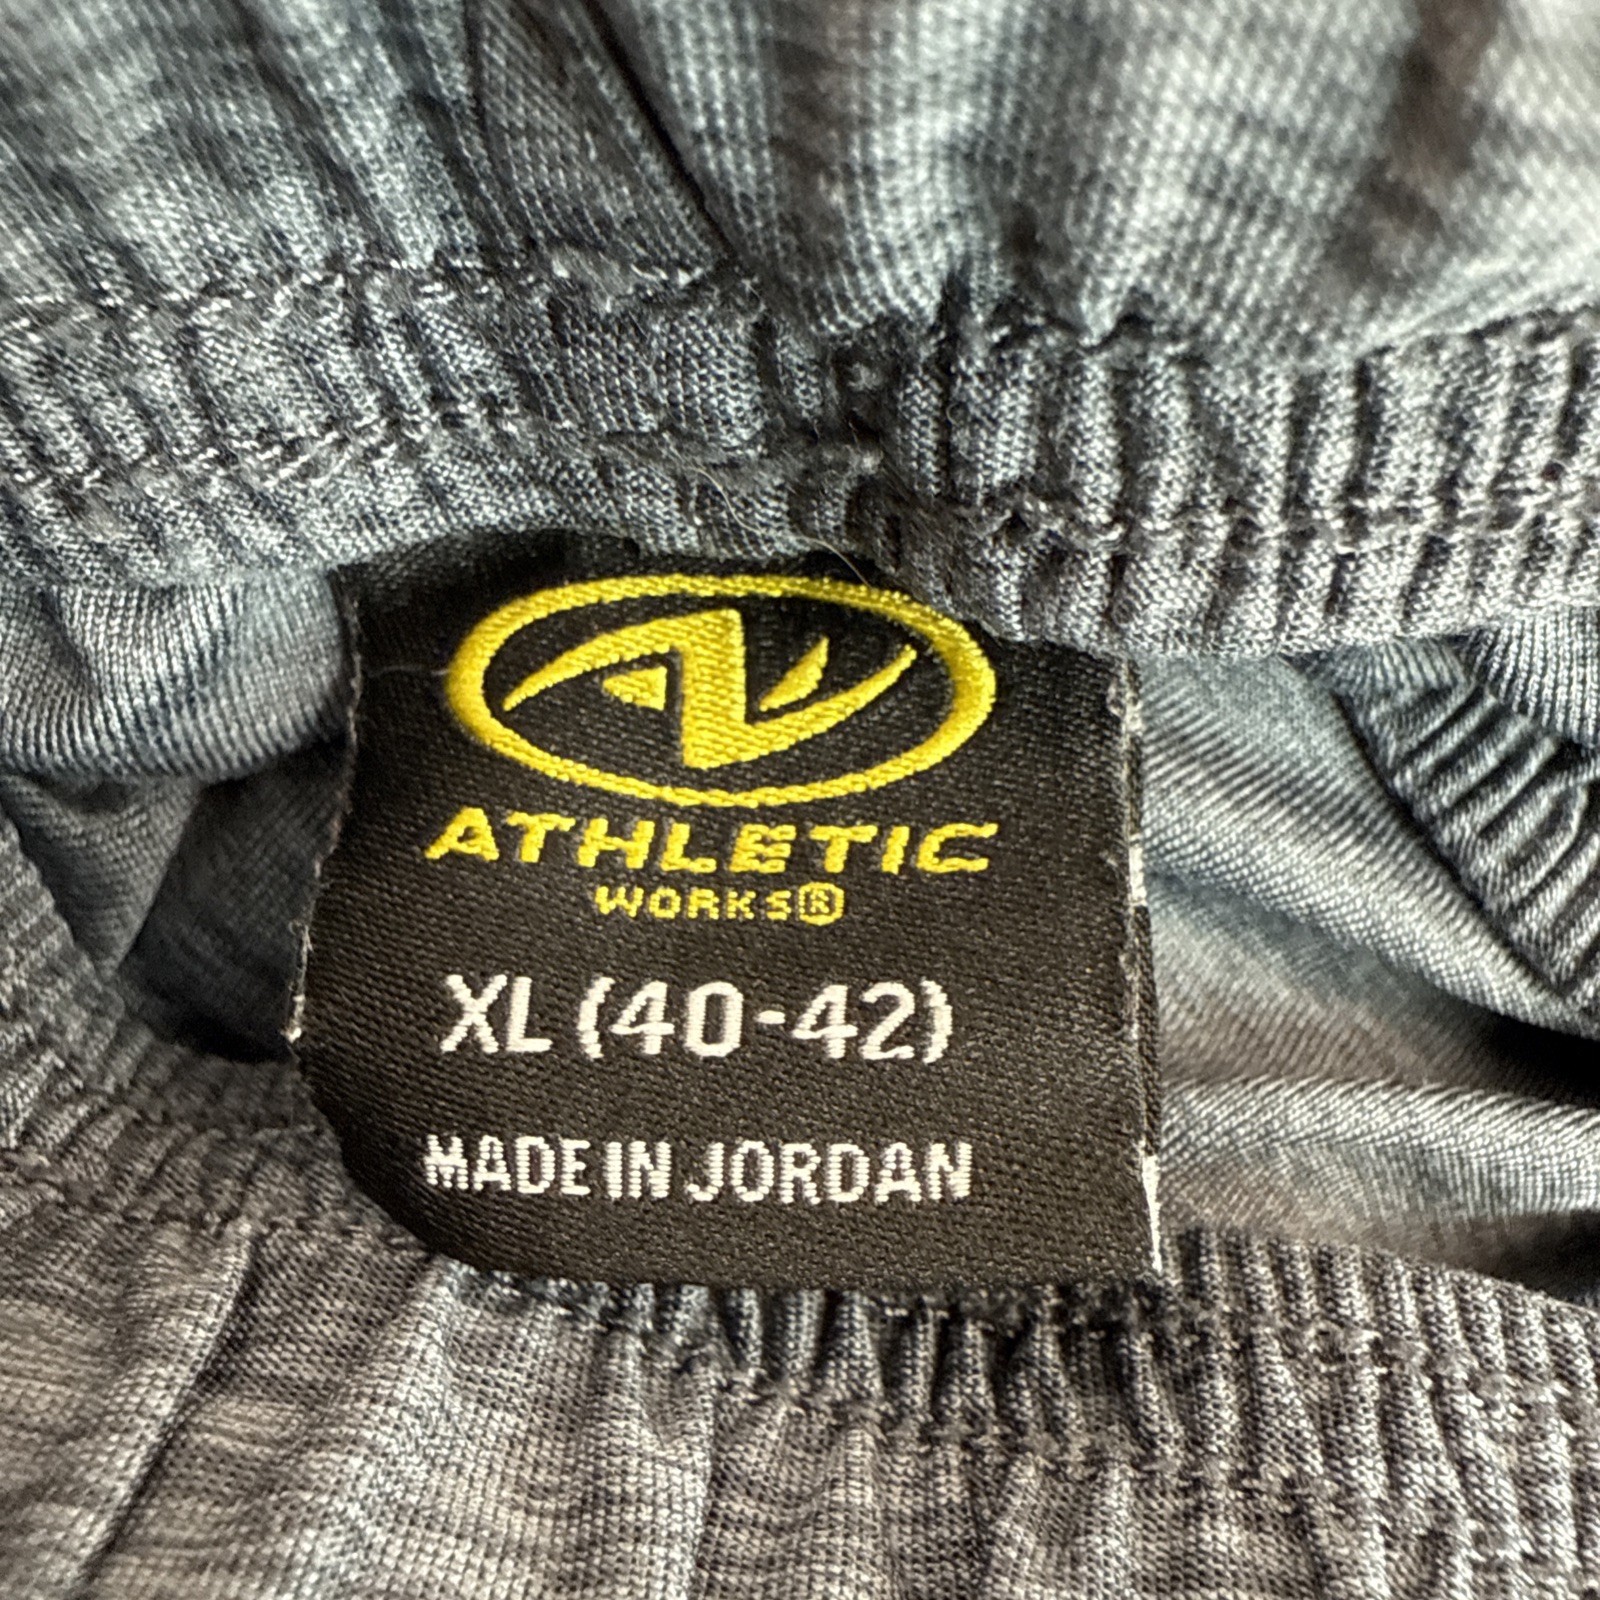 ATHLETIC
WORKS®
XL (40-42)
MADE IN JORDAN